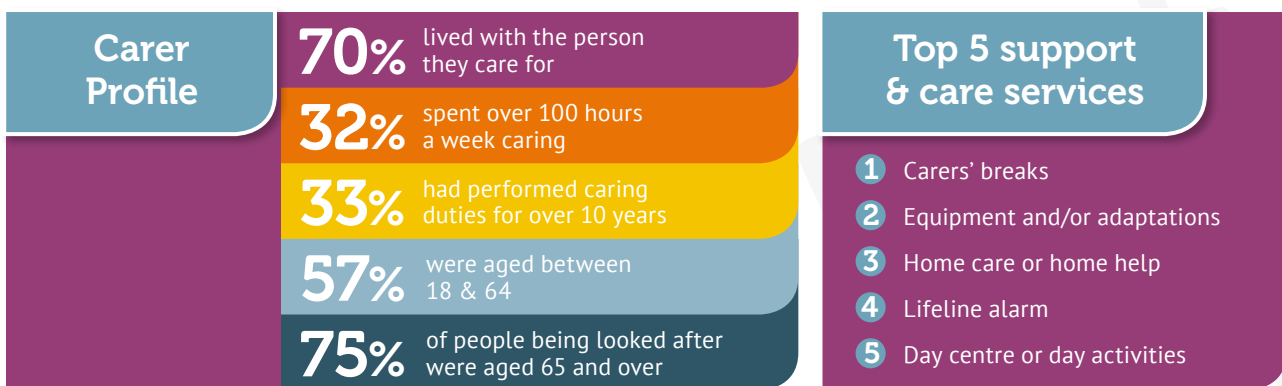 Carer
Profile
70% lived with the person
they care for
32% spent over 100 hours
a week caring
33% had performed caring
duties for over 10 years
57% were aged between
18 & 64
75% of people being looked after
were aged 65 and over
Top 5 support
& care services
1 Carers’ breaks
2 Equipment and/or adaptations
3 Home care or home help
4 Lifeline alarm
5 Day centre or day activities